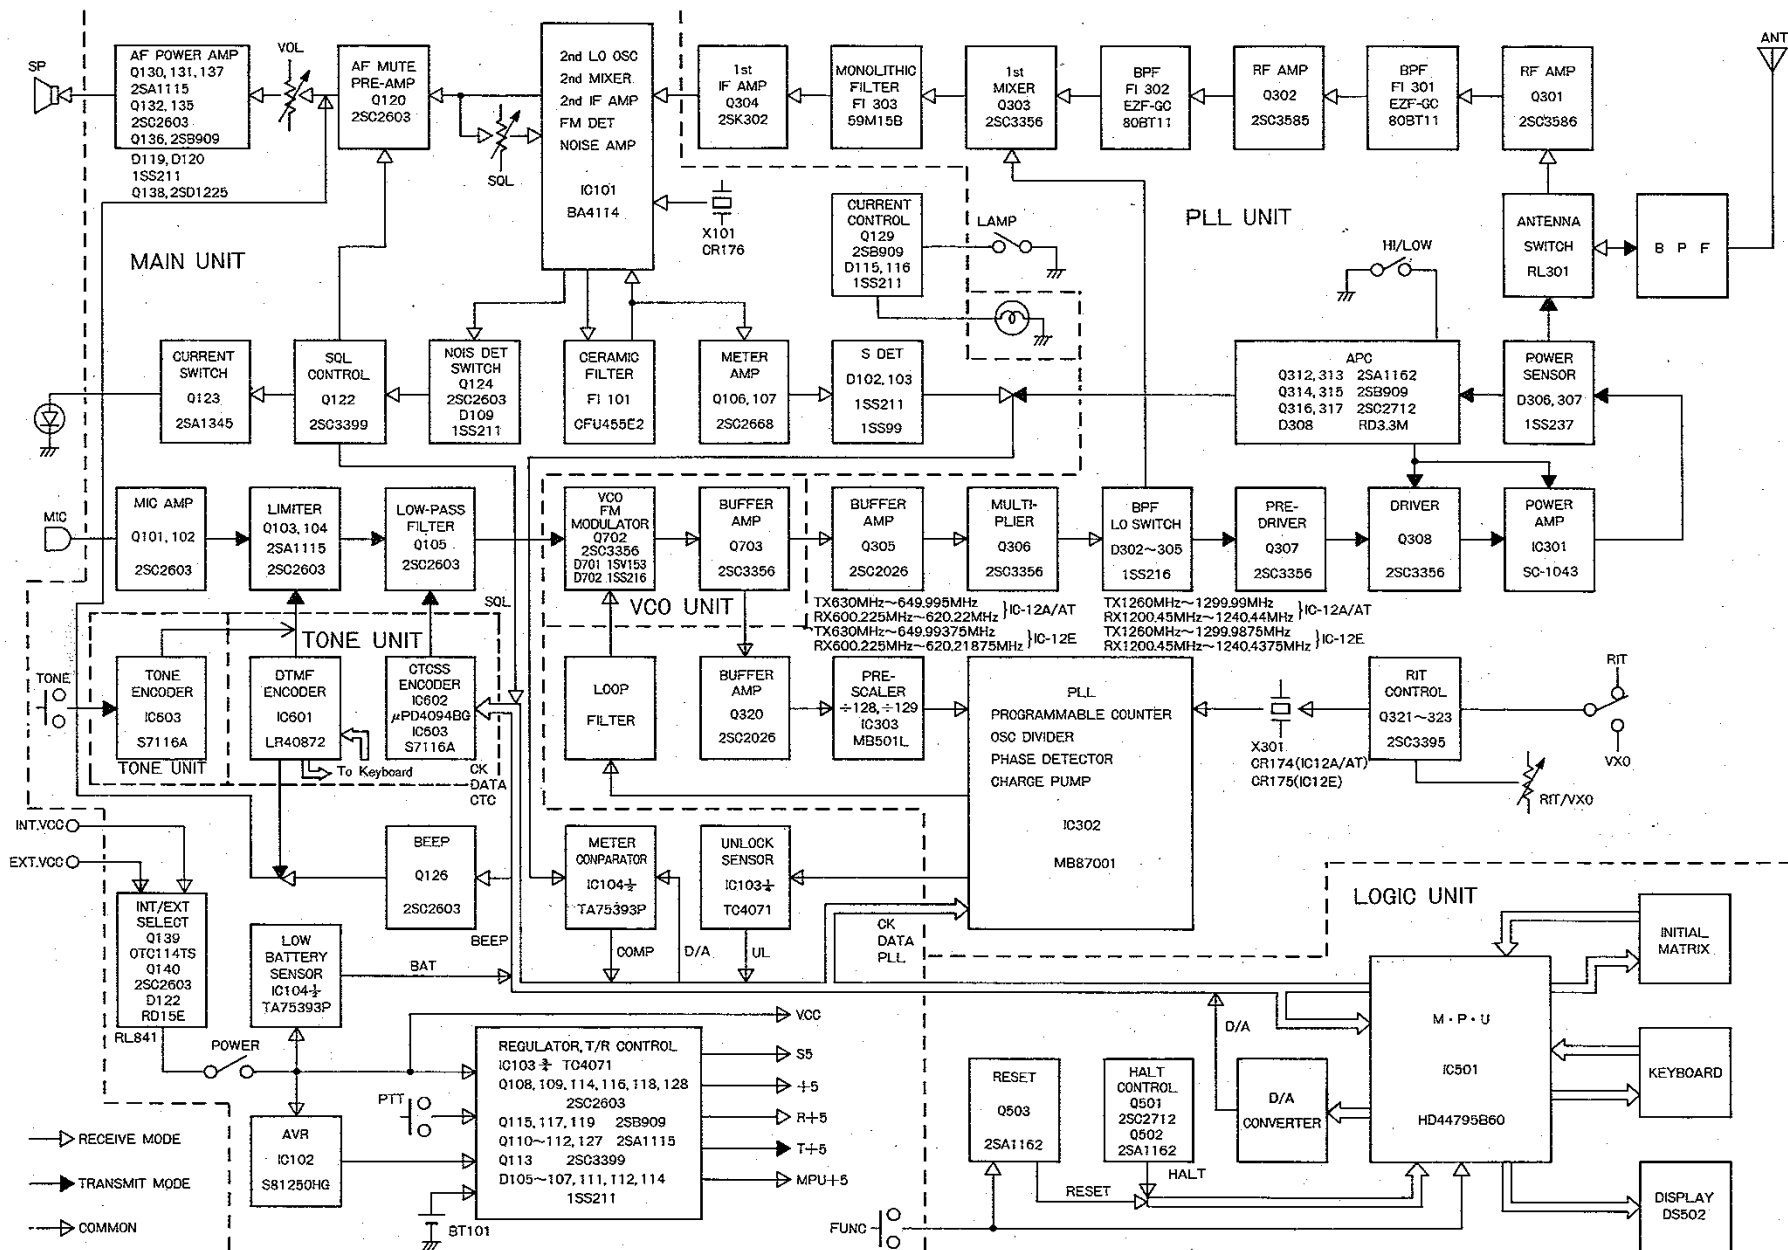 SP
AF POWER AMP
Q130, 131, 137
2SA1115
Q132, 135
2SC2603
Q136, 2SB909
D119, D120
1SS211
Q138, 2SD1225
VOL
AF MUTE
PRE-AMP
Q120
2SC2603
SQL
2nd LO OSC
2nd MIXER
2nd IF AMP
FM DET
NOISE AMP
IC101
BA4114
X101
CR176
1st
IF AMP
Q304
2SK302
MONOLITHIC
FILTER
FI 303
59M15B
1st
MIXER
Q303
2SC3356
BPF
FI 302
EZF-GC
80BT11
RF AMP
Q302
2SC3585
BPF
FI 301
EZF-GC
80BT11
RF AMP
Q301
2SC3586
ANT
MAIN UNIT
CURRENT
CONTROL
Q129
2SB909
D115, 116
1SS211
LAMP
PLL UNIT
HI/LOW
ANTENNA
SWITCH
RL301
B P F
CURRENT
SWITCH
Q123
2SA1345
SQL
CONTROL
Q122
2SC3399
NOIS DET
SWITCH
Q124
2SC2603
D109
1SS211
CERAMIC
FILTER
FI 101
CFU455E2
METER
AMP
Q106, 107
2SC2668
S DET
D102, 103
1SS211
1SS99
APC
Q312, 313 2SA1162
Q314, 315 2SB909
Q316, 317 2SC2712
D308 RD3.3M
POWER
SENSOR
D306, 307
1SS237
MIC
MIC AMP
Q101, 102
2SC2603
LIMITER
Q103, 104
2SA1115
2SC2603
LOW-PASS
FILTER
Q105
2SC2603
VCO
FM
MODULATOR
Q702
2SC3356
D701 1SV153
D702 1SS216
BUFFER
AMP
Q703
2SC3356
BUFFER
AMP
Q305
2SC2026
MULTI-
PLIER
Q306
2SC3356
BPF
LO SWITCH
D302~305
1SS216
PRE-
DRIVER
Q307
2SC3356
DRIVER
Q308
2SC3356
POWER
AMP
IC301
SC-1043
SQL
VCO UNIT
TX630MHz~649.995MHz
RX600.225MHz~620.22MHz }IC-12A/AT
TX630MHz~649.99375MHz
RX600.225MHz~620.21875MHz }IC-12E
TX1260MHz~1299.99MHz
RX1200.45MHz~1240.44MHz }IC-12A/AT
TX1260MHz~1299.9875MHz
RX1200.45MHz~1240.4375MHz }IC-12E
TONE UNIT
TONE
TONE
ENCODER
IC603
S7116A
TONE UNIT
DTMF
ENCODER
IC601
LR40872
To Keyboard
CTCSS
ENCODER
IC602
μPD4094BG
IC603
S7116A
CK
DATA
CTC
LOOP
FILTER
BUFFER
AMP
Q320
2SC2026
PRE-
SCALER
÷128, ÷129
IC303
MB501L
PLL
PROGRAMMABLE COUNTER
OSC DIVIDER
PHASE DETECTOR
CHARGE PUMP
IC302
MB87001
X301
CR174(IC12A/AT)
CR175(IC12E)
RIT
CONTROL
Q321~323
2SC3395
RIT
VXO
RIT/VXO
INT.VCC
EXT.VCC
INT/EXT
SELECT
Q139
OTC114TS
Q140
2SC2603
D122
RD15E
RL841
BEEP
Q126
2SC2603
BEEP
LOW
BATTERY
SENSOR
IC104½
TA75393P
BAT
METER
CONPARATOR
IC104½
TA75393P
COMP
D/A
UNLOCK
SENSOR
IC103¼
TC4071
UL
CK
DATA
PLL
LOGIC UNIT
M・P・U
IC501
HD44795B60
INITIAL
MATRIX
KEYBOARD
DISPLAY
DS502
D/A
D/A
CONVERTER
POWER
AVR
IC102
S81250HG
PTT
BT101
REGULATOR, T/R CONTROL
IC103 ¾ TC4071
Q108, 109, 114, 116, 118, 128
2SC2603
Q115, 117, 119 2SB909
Q110~112, 127 2SA1115
Q113 2SC3399
D105~107, 111, 112, 114
1SS211
VCC
S5
+5
R+5
T+5
MPU+5
RESET
Q503
2SA1162
RESET
HALT
CONTROL
Q501
2SC2712
Q502
2SA1162
HALT
FUNC
RECEIVE MODE
TRANSMIT MODE
COMMON